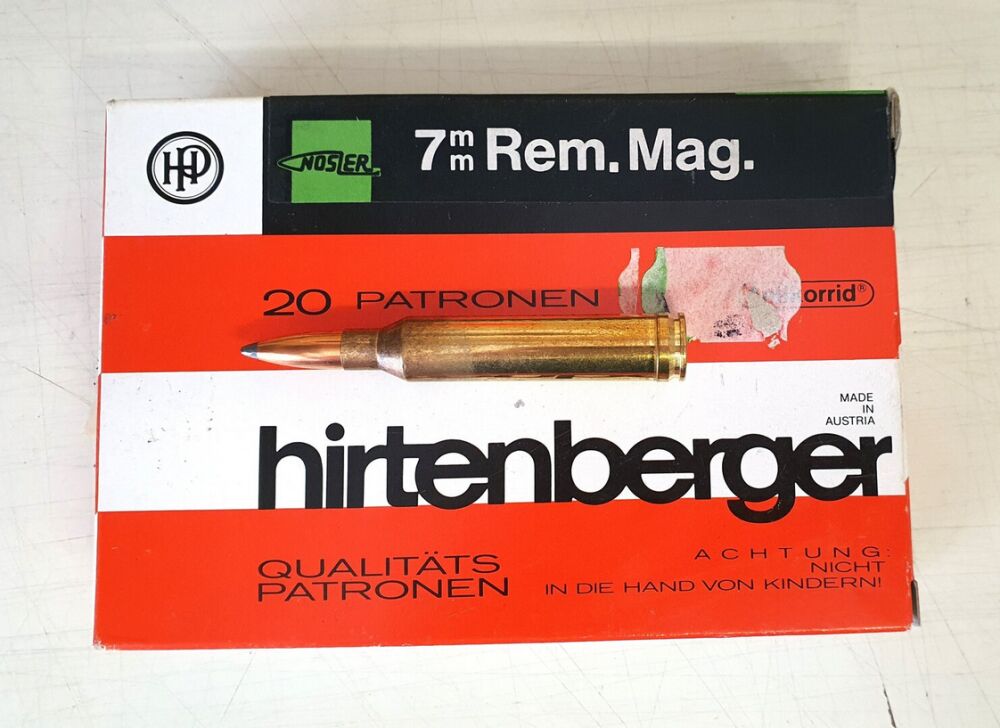 HP
NOSLER
7mm Rem. Mag.
20 PATRONEN
MADE
IN
AUSTRIA
hirtenberger
QUALITÄTS
PATRONEN
ACHTUNG:
NICHT
IN DIE HAND VON KINDERN!